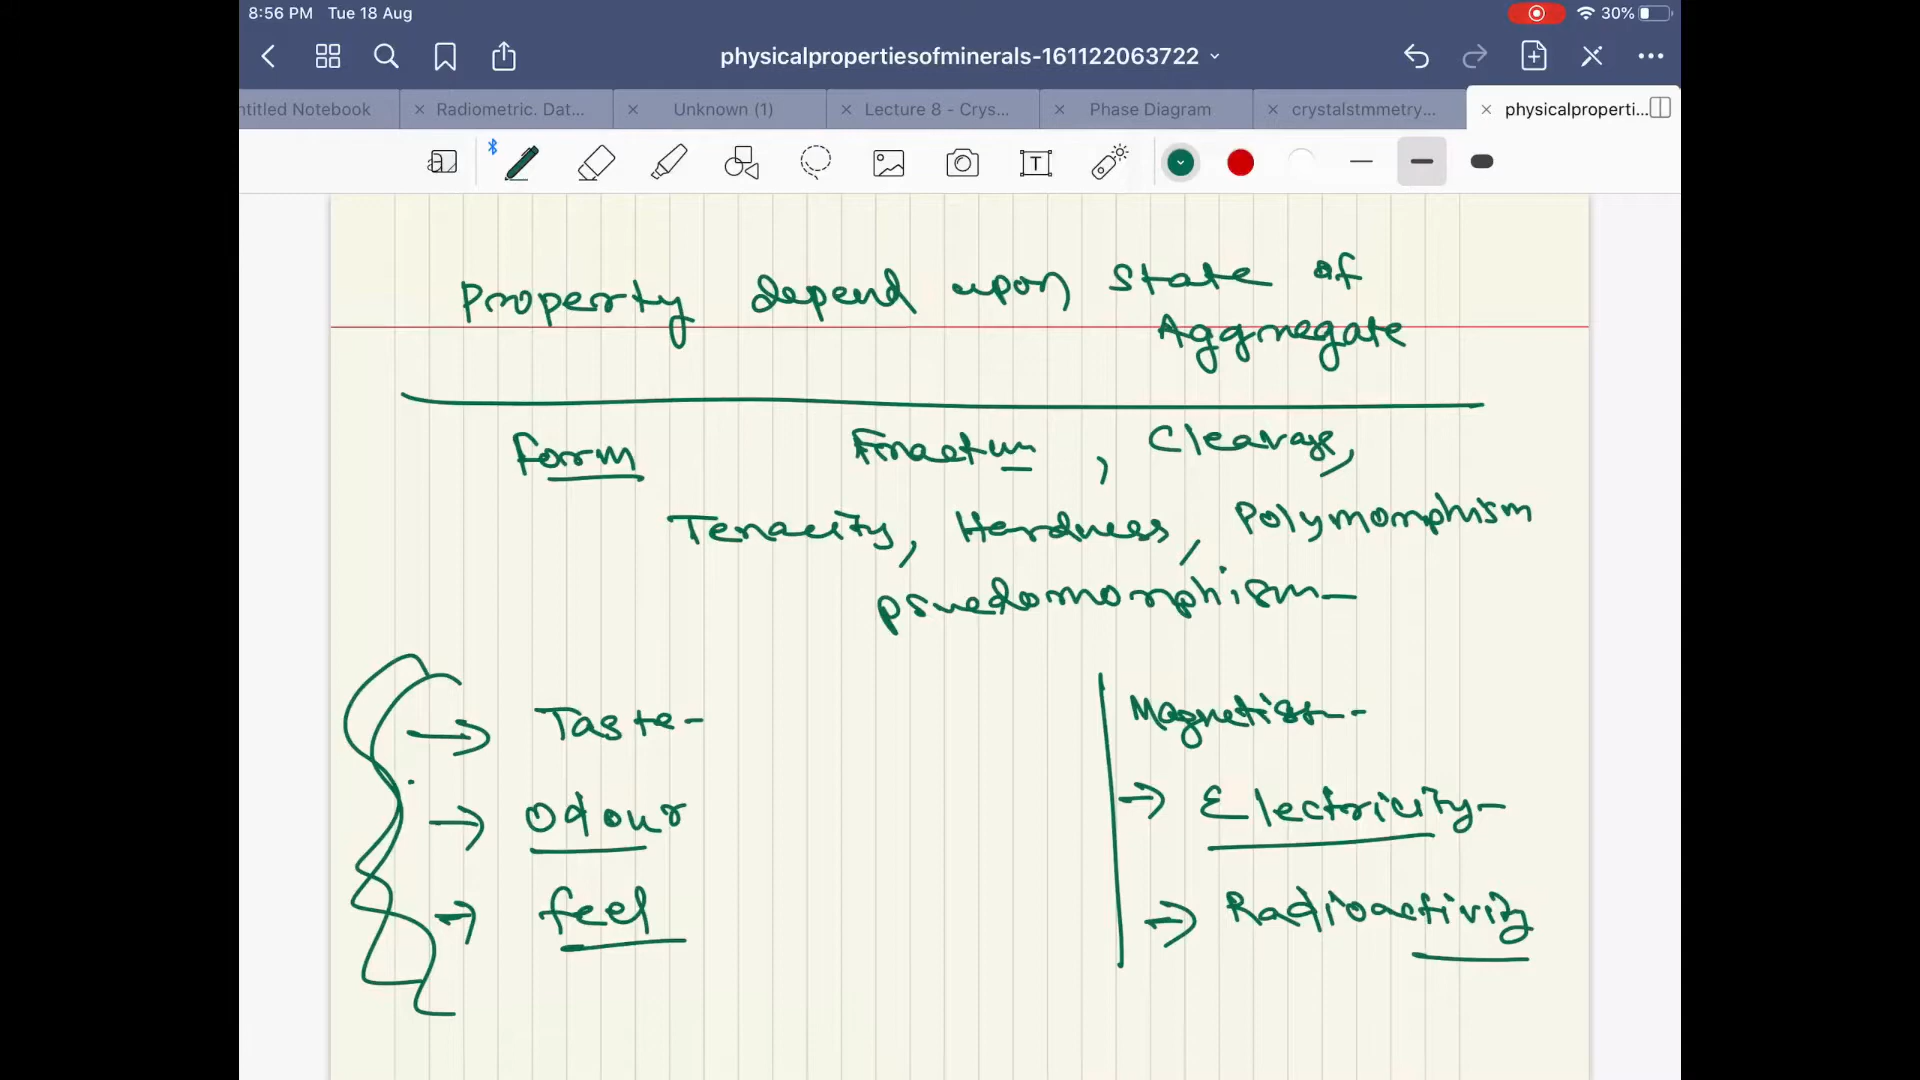 8:56 PM Tue 18 Aug 30%
physicalpropertiesofminerals-161122063722
ntitled Notebook Radiometric. Dat... Unknown (1) Lecture 8 - Crys... Phase Diagram crystalstmmetry... physicalproperti...
T
Property depend upon State of
Aggregate
Form Fracture, Cleavage,
Tenacity, Hardness, Polymorphism
psuedomorphism
Taste- Magnetism-
→ Odour → Electricity-
→ feel → Radioactivity